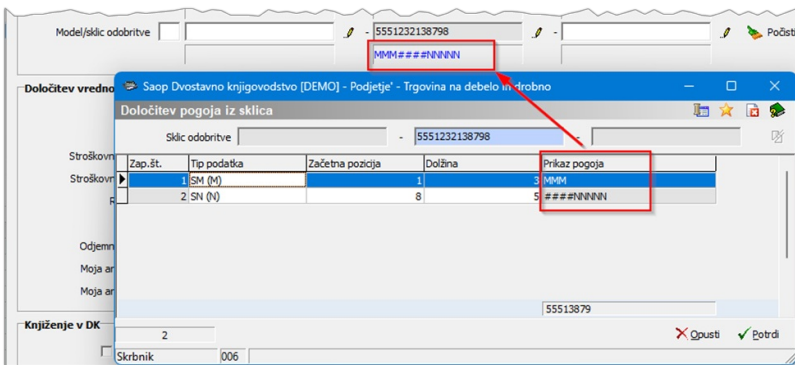 Model/sklic odobritve - 5551232138798 - Počisti
MMM####NNNNN
Določitev vredno
Saop Dvostavno knjigovodstvo [DEMO] - Podjetje' - Trgovina na debelo in drobno
Določitev pogoja iz sklica
Sklic odobritve - 5551232138798 -
Stroškovn
Zap.št. Tip podatka Začetna pozicija Dolžina Prikaz pogoja
Stroškovn
1 SM (M) 1 3 MMM
2 SN (N) 8 5 ####NNNNN
Odjemn
Moja ar
Moja ar
55513879
Knjiženje v DK
2 Opusti Potrdi
Skrbnik 006